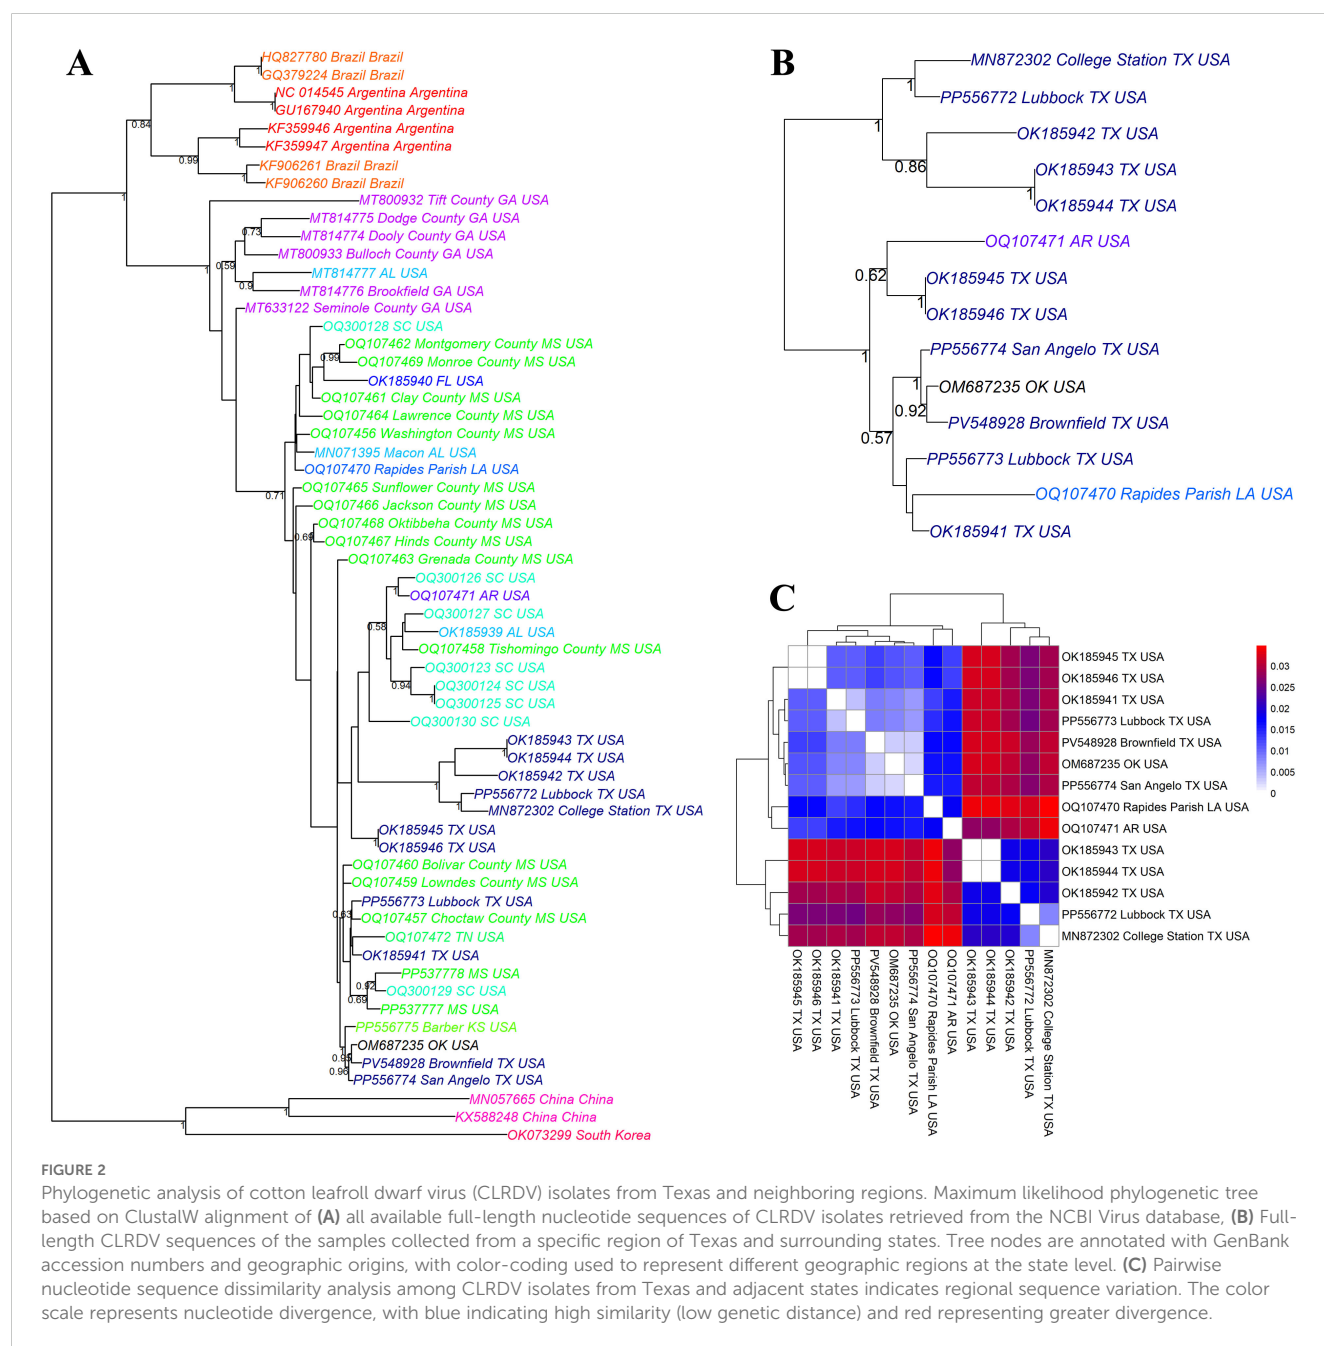 A
HQ827780 Brazil Brazil
1
GQ379224 Brazil Brazil
1
NC 014545 Argentina Argentina
1
GU167940 Argentina Argentina
0.84
KF359946 Argentina Argentina
1
KF359947 Argentina Argentina
0.99
KF906261 Brazil Brazil
1
KF906260 Brazil Brazil
1
MT800932 Tift County GA USA
MT814775 Dodge County GA USA
0.73
MT814774 Dooly County GA USA
MT800933 Bulloch County GA USA
1
0.59
MT814777 AL USA
0.9
MT814776 Brookfield GA USA
MT633122 Seminole County GA USA
OQ300128 SC USA
OQ107462 Montgomery County MS USA
0.99
OQ107469 Monroe County MS USA
OK185940 FL USA
OQ107461 Clay County MS USA
OQ107464 Lawrence County MS USA
OQ107456 Washington County MS USA
MN071395 Macon AL USA
OQ107470 Rapides Parish LA USA
OQ107465 Sunflower County MS USA
0.71
OQ107466 Jackson County MS USA
OQ107468 Oktibbeha County MS USA
0.69
OQ107467 Hinds County MS USA
OQ107463 Grenada County MS USA
OQ300126 SC USA
1
OQ107471 AR USA
OQ300127 SC USA
0.58
OK185939 AL USA
OQ107458 Tishomingo County MS USA
OQ300123 SC USA
0.94
OQ300124 SC USA
1
OQ300125 SC USA
OQ300130 SC USA
OK185943 TX USA
1
OK185944 TX USA
OK185942 TX USA
1
PP556772 Lubbock TX USA
1
MN872302 College Station TX USA
OK185945 TX USA
1
OK185946 TX USA
OQ107460 Bolivar County MS USA
OQ107459 Lowndes County MS USA
PP556773 Lubbock TX USA
0.63
OQ107457 Choctaw County MS USA
OQ107472 TN USA
OK185941 TX USA
PP537778 MS USA
0.92
OQ300129 SC USA
0.69
PP537777 MS USA
PP556775 Barber KS USA
OM687235 OK USA
PV548928 Brownfield TX USA
0.96
PP556774 San Angelo TX USA
MN057665 China China
1
KX588248 China China
1
OK073299 South Korea
B
MN872302 College Station TX USA
1
PP556772 Lubbock TX USA
1
OK185942 TX USA
0.86
OK185943 TX USA
1
OK185944 TX USA
OQ107471 AR USA
0.62
OK185945 TX USA
1
OK185946 TX USA
1
PP556774 San Angelo TX USA
1
OM687235 OK USA
0.92
PV548928 Brownfield TX USA
0.57
PP556773 Lubbock TX USA
OQ107470 Rapides Parish LA USA
OK185941 TX USA
C
OK185945 TX USA
OK185946 TX USA
OK185941 TX USA
PP556773 Lubbock TX USA
PV548928 Brownfield TX USA
OM687235 OK USA
PP556774 San Angelo TX USA
OQ107470 Rapides Parish LA USA
OQ107471 AR USA
OK185943 TX USA
OK185944 TX USA
OK185942 TX USA
PP556772 Lubbock TX USA
MN872302 College Station TX USA
0.03
0.025
0.02
0.015
0.01
0.005
0
OK185945 TX USA
OK185946 TX USA
OK185941 TX USA
PP556773 Lubbock TX USA
PV548928 Brownfield TX USA
OM687235 OK USA
PP556774 San Angelo TX USA
OQ107470 Rapides Parish LA USA
OQ107471 AR USA
OK185943 TX USA
OK185944 TX USA
OK185942 TX USA
PP556772 Lubbock TX USA
MN872302 College Station TX USA
FIGURE 2
Phylogenetic analysis of cotton leafroll dwarf virus (CLRDV) isolates from Texas and neighboring regions. Maximum likelihood phylogenetic tree
based on ClustalW alignment of (A) all available full-length nucleotide sequences of CLRDV isolates retrieved from the NCBI Virus database, (B) Full-
length CLRDV sequences of the samples collected from a specific region of Texas and surrounding states. Tree nodes are annotated with GenBank
accession numbers and geographic origins, with color-coding used to represent different geographic regions at the state level. (C) Pairwise
nucleotide sequence dissimilarity analysis among CLRDV isolates from Texas and adjacent states indicates regional sequence variation. The color
scale represents nucleotide divergence, with blue indicating high similarity (low genetic distance) and red representing greater divergence.